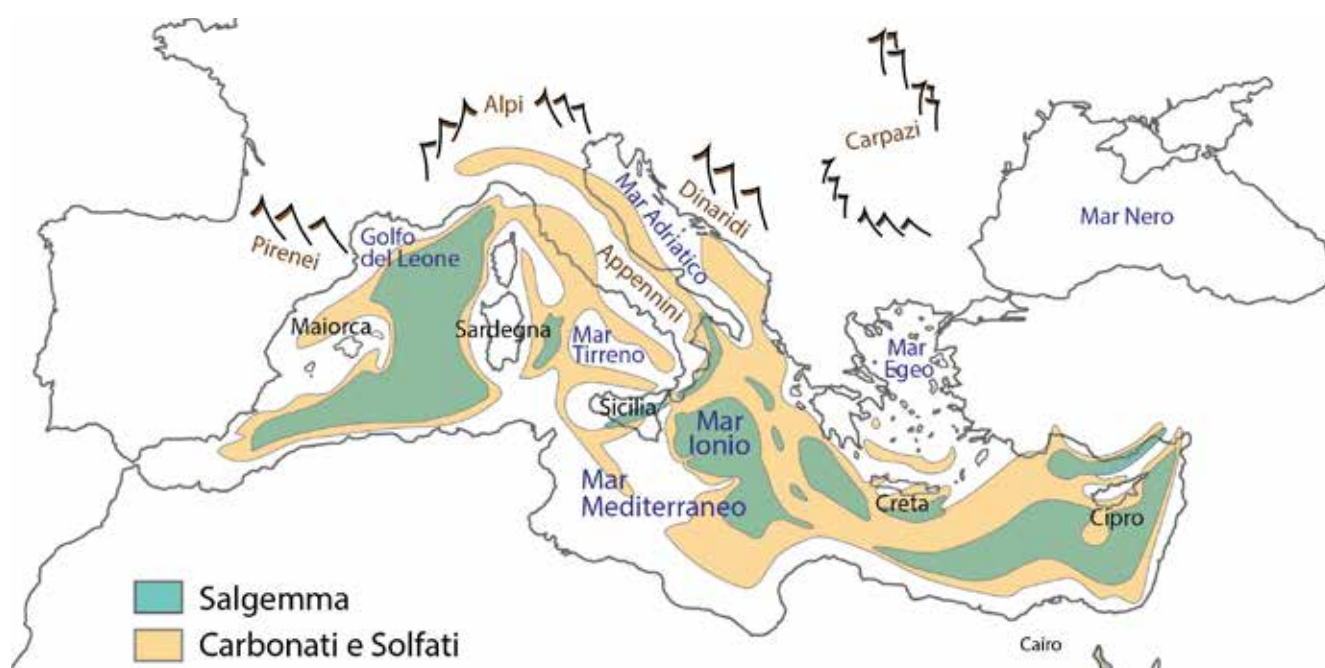 Alpi
Carpazi
Dinaridi
Mar Adriatico
Mar Nero
Pirenei
Golfo
del Leone
Appennini
Maiorca
Sardegna
Mar
Tirreno
Mar
Egeo
Sicilia
Mar
Ionio
Mar
Mediterraneo
Creta
Cipro
Salgemma
Carbonati e Solfati
Cairo